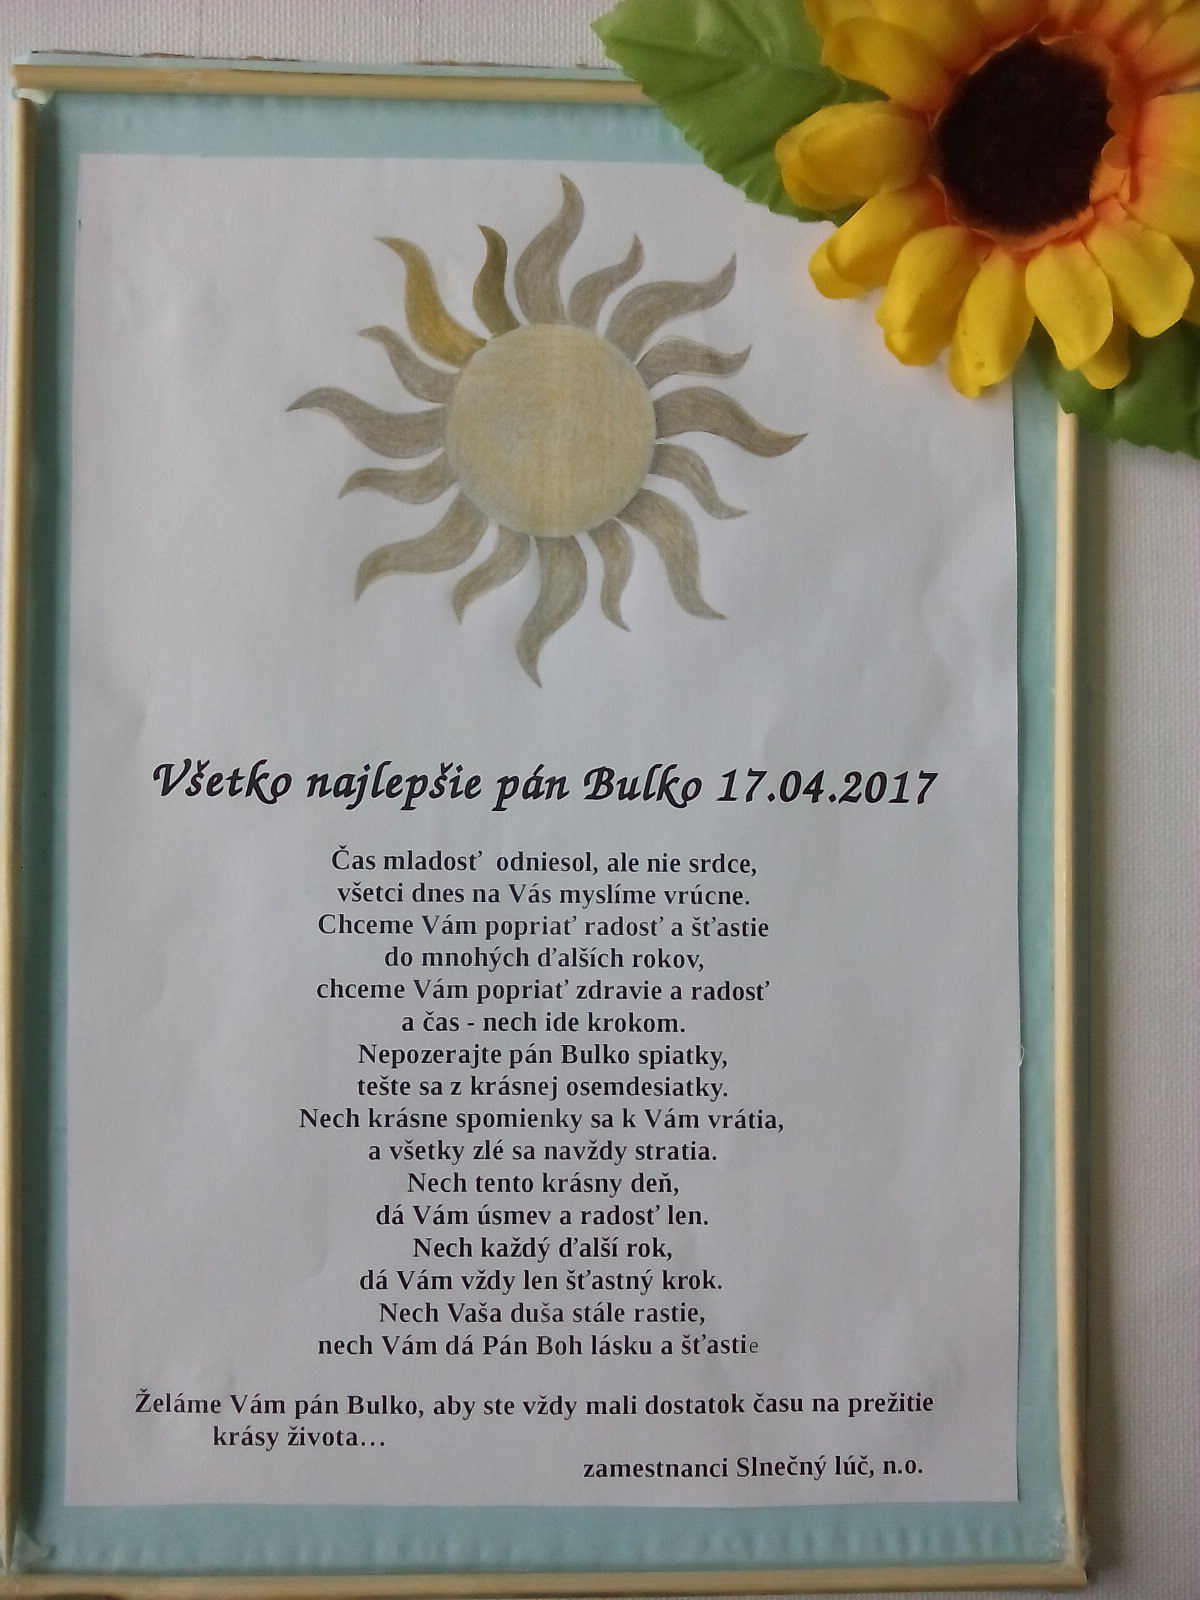 Všetko najlepšie pán Bulko 17.04.2017
Čas mladosť odniesol, ale nie srdce,
všetci dnes na Vás myslíme vrúcne.
Chceme Vám popriať radosť a šťastie
do mnohých ďalších rokov,
chceme Vám popriať zdravie a radosť
a čas - nech ide krokom.
Nepozerajte pán Bulko spiatky,
tešte sa z krásnej osemdesiatky.
Nech krásne spomienky sa k Vám vrátia,
a všetky zlé sa navždy stratia.
Nech tento krásny deň,
dá Vám úsmev a radosť len.
Nech každý ďalší rok,
dá Vám vždy len šťastný krok.
Nech Vaša duša stále rastie,
nech Vám dá Pán Boh lásku a šťastie
Želáme Vám pán Bulko, aby ste vždy mali dostatok času na prežitie
krásy života…
zamestnanci Slnečný lúč, n.o.